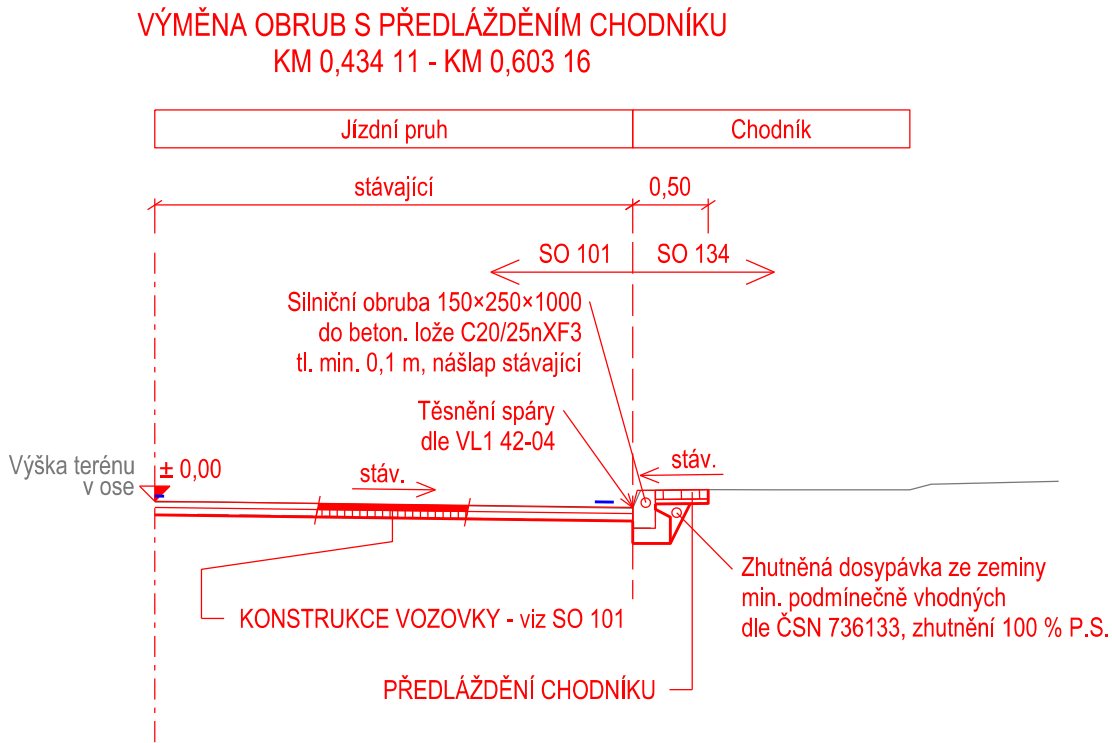 VÝMĚNA OBRUB S PŘEDLÁŽDĚNÍM CHODNÍKU
KM 0,434 11 - KM 0,603 16
Jízdní pruh
Chodník
stávající
0,50
SO 101
SO 134
Silniční obruba 150×250×1000
do beton. lože C20/25nXF3
tl. min. 0,1 m, nášlap stávající
Těsnění spáry
dle VL1 42-04
Výška terénu
v ose
± 0,00
stáv.
stáv.
Zhutněná dosypávka ze zeminy
min. podmínečně vhodných
dle ČSN 736133, zhutnění 100 % P.S.
KONSTRUKCE VOZOVKY - viz SO 101
PŘEDLÁŽDĚNÍ CHODNÍKU